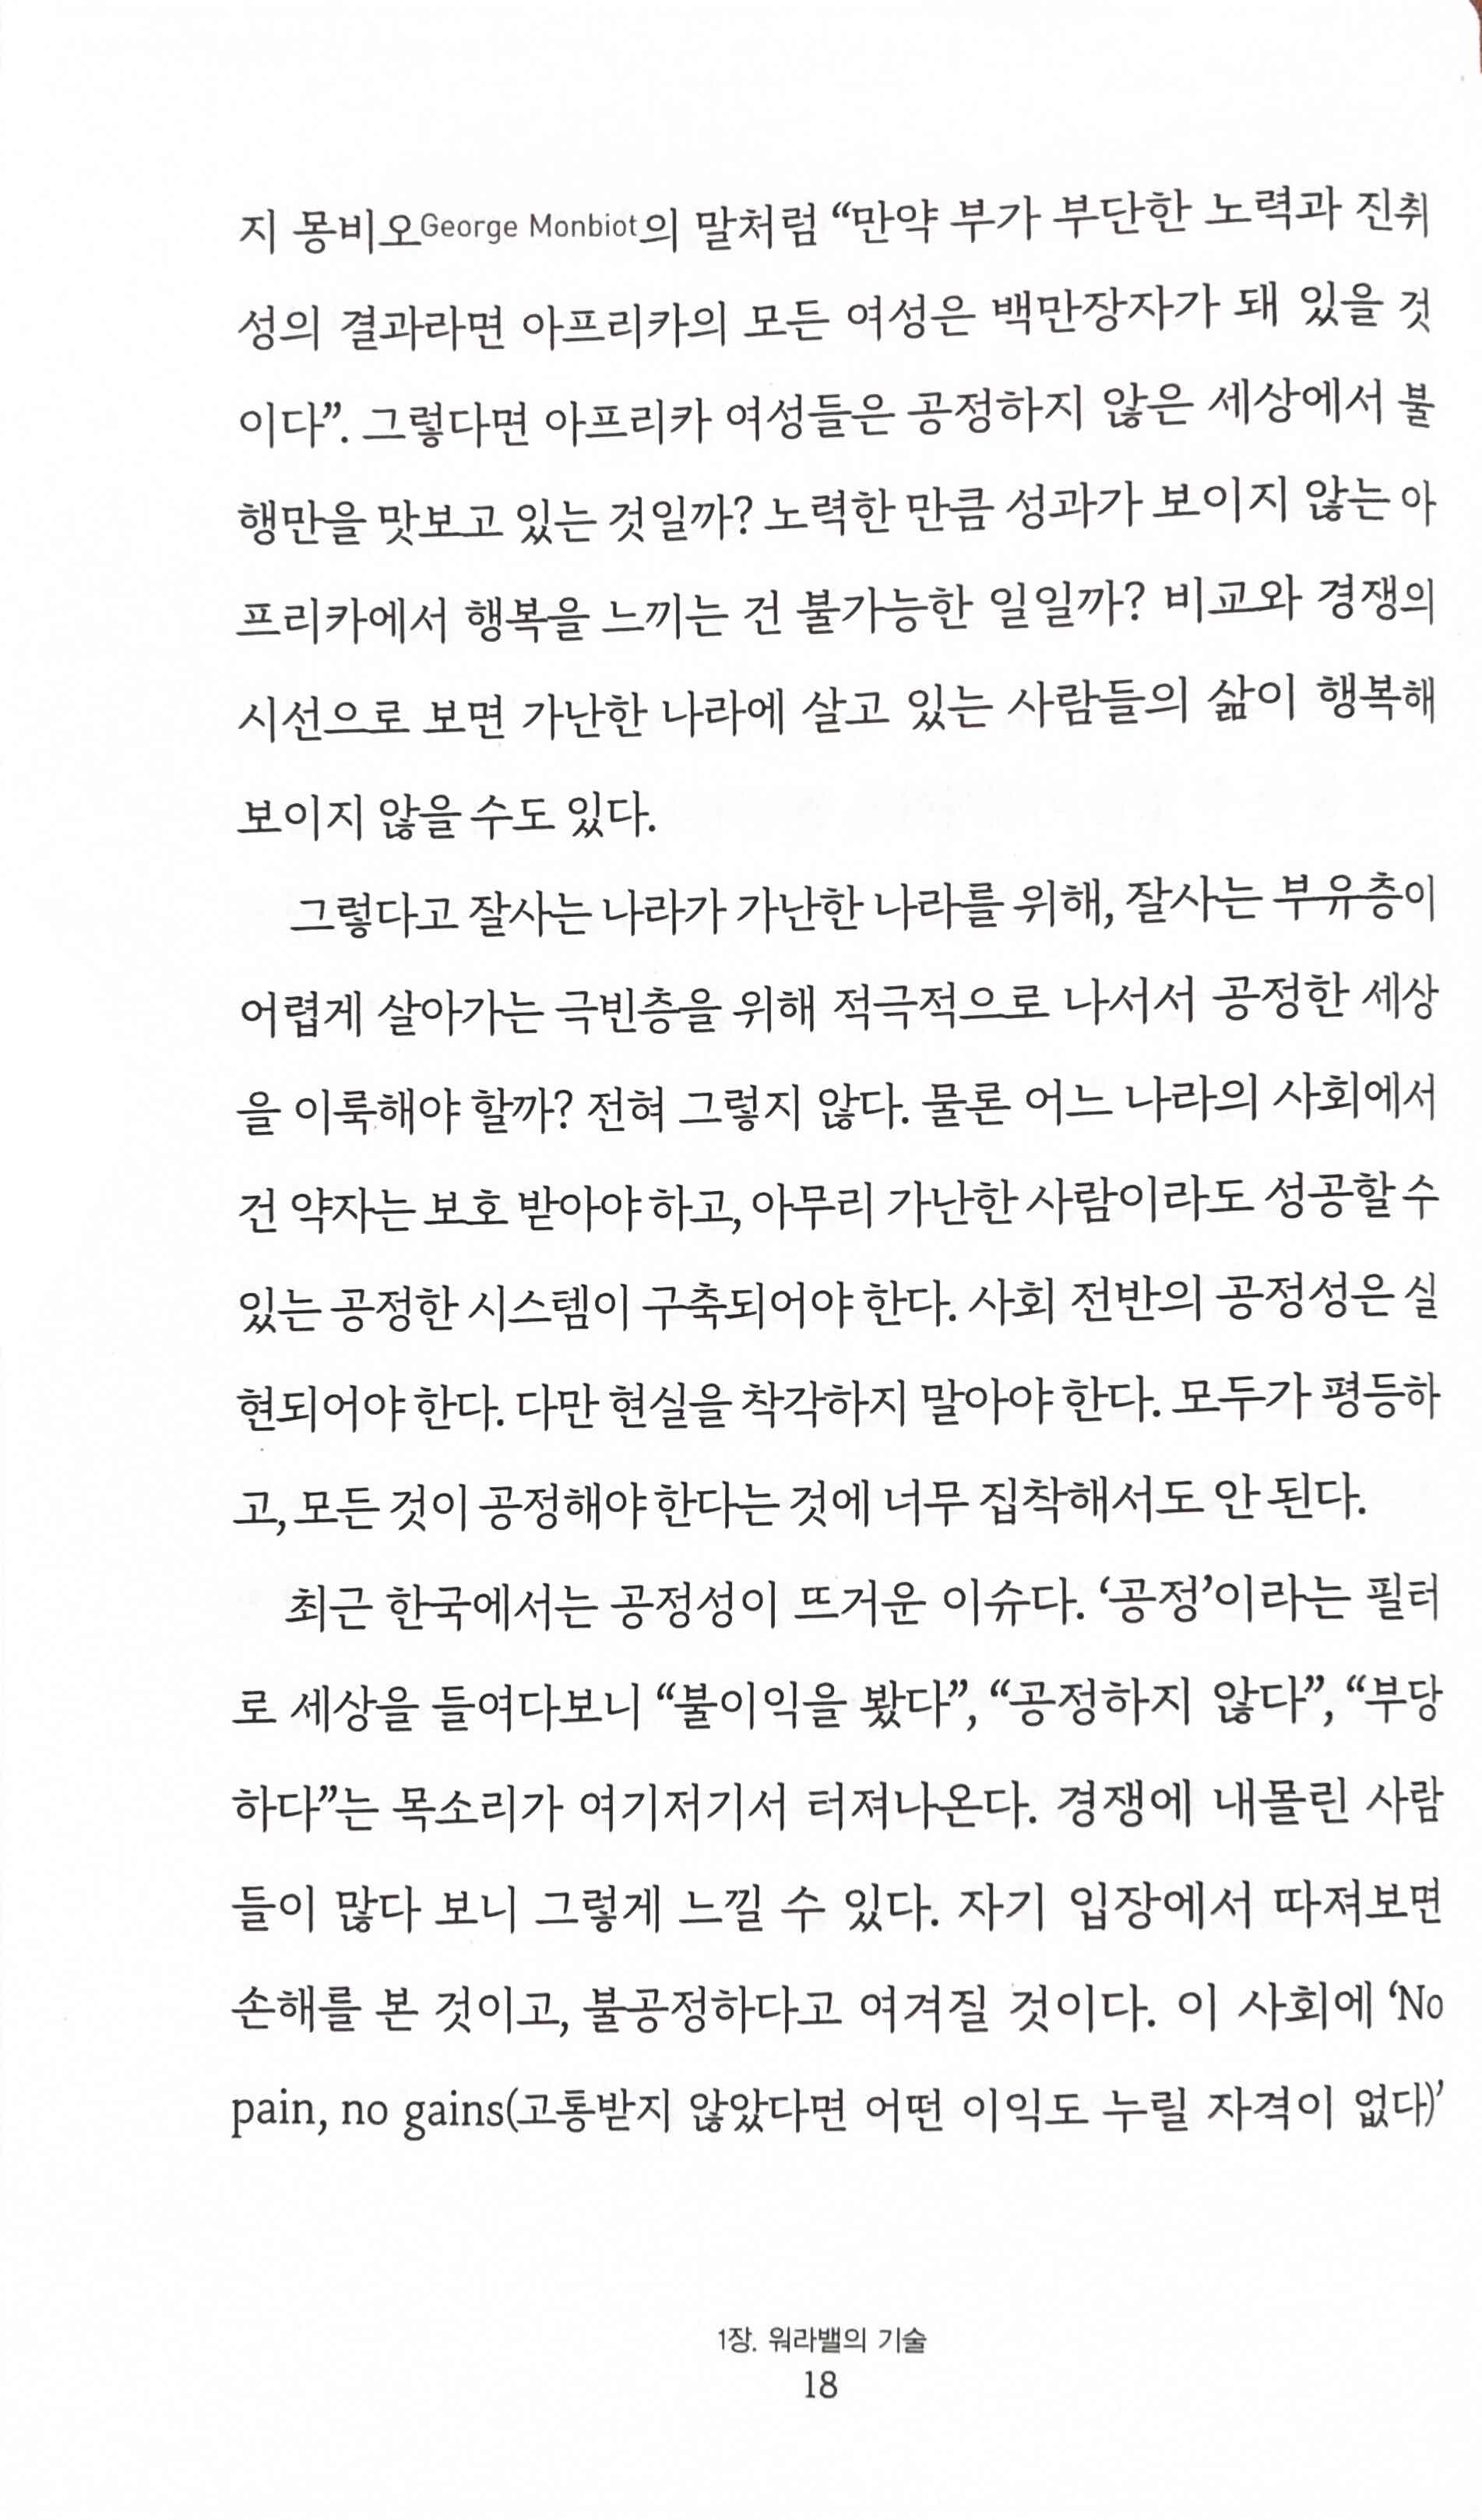 지 몽비오George Monbiot의 말처럼 “만약 부가 부단한 노력과 진취
성의 결과라면 아프리카의 모든 여성은 백만장자가 돼 있을 것
이다”. 그렇다면 아프리카 여성들은 공정하지 않은 세상에서 불
행만을 맛보고 있는 것일까? 노력한 만큼 성과가 보이지 않는 아
프리카에서 행복을 느끼는 건 불가능한 일일까? 비교와 경쟁의
시선으로 보면 가난한 나라에 살고 있는 사람들의 삶이 행복해
보이지 않을 수도 있다.
그렇다고 잘사는 나라가 가난한 나라를 위해, 잘사는 부유층이
어렵게 살아가는 극빈층을 위해 적극적으로 나서서 공정한 세상
을 이룩해야 할까? 전혀 그렇지 않다. 물론 어느 나라의 사회에서
건 약자는 보호 받아야 하고, 아무리 가난한 사람이라도 성공할 수
있는 공정한 시스템이 구축되어야 한다. 사회 전반의 공정성은 실
현되어야 한다. 다만 현실을 착각하지 말아야 한다. 모두가 평등하
고, 모든 것이 공정해야 한다는 것에 너무 집착해서도 안 된다.
최근 한국에서는 공정성이 뜨거운 이슈다. ‘공정’이라는 필터
로 세상을 들여다보니 “불이익을 봤다”, “공정하지 않다”, “부당
하다”는 목소리가 여기저기서 터져나온다. 경쟁에 내몰린 사람
들이 많다 보니 그렇게 느낄 수 있다. 자기 입장에서 따져보면
손해를 본 것이고, 불공정하다고 여겨질 것이다. 이 사회에 ‘No
pain, no gains(고통받지 않았다면 어떤 이익도 누릴 자격이 없다)’
1장. 워라밸의 기술
18